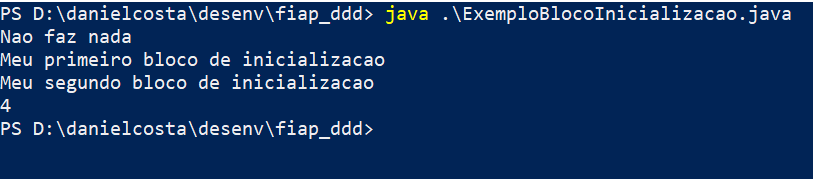 PS D:\danielcosta\desenv\fiap_ddd> java .\ExemploBlocoInicializacao.java
Nao faz nada
Meu primeiro bloco de inicializacao
Meu segundo bloco de inicializacao
4
PS D:\danielcosta\desenv\fiap_ddd>